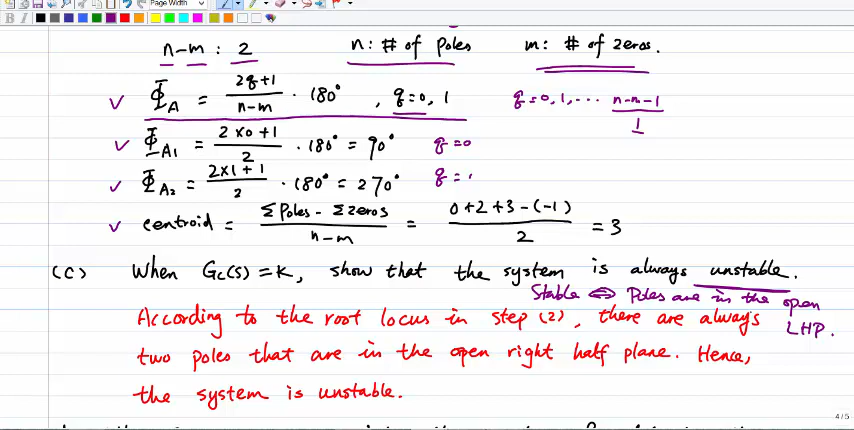 Page Width
B I
n-m : 2 n: # of Poles m: # of zeros.
Φ_A = (2q+1)/(n-m) · 180°, q=0, 1 q=0, 1, ... n-m-1
1
Φ_A1 = (2x0+1)/2 · 180° = 90° q=0
Φ_A2 = (2x1+1)/2 · 180° = 270° q=1
centroid = (Σ Poles - Σ zeros)/(n-m) = (0+2+3-(-1))/2 = 3
(C) When Gc(s) = K, show that the system is always unstable.
Stable ⇔ Poles are in the open LHP.
According to the root locus in step (2), there are always
two poles that are in the open right half plane. Hence,
the system is unstable.
4 / 5